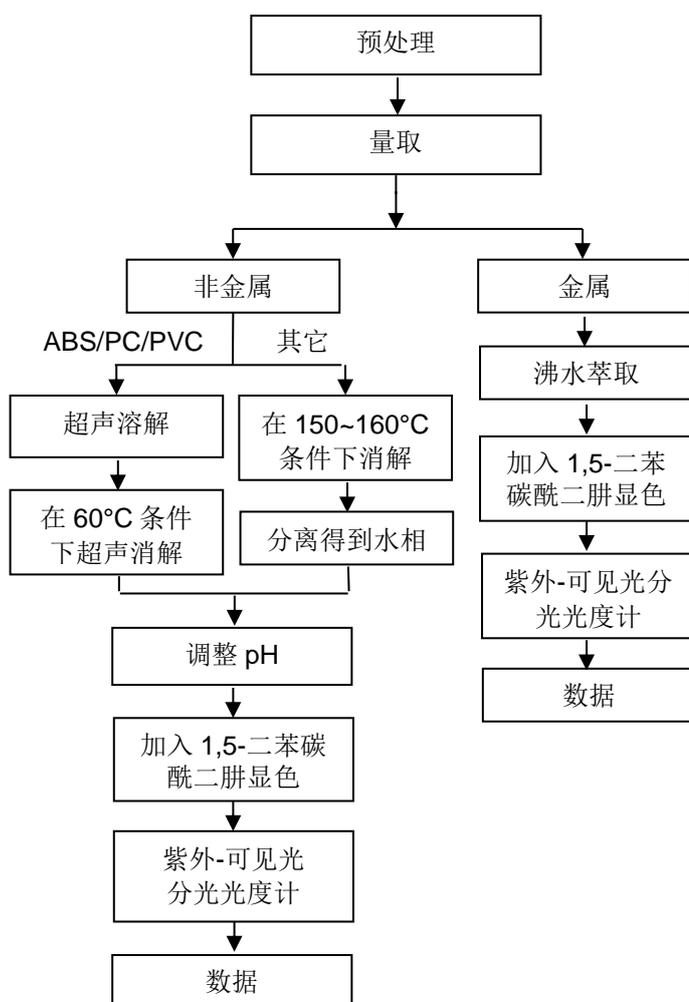 预处理
量取
非金属
金属
ABS/PC/PVC
其它
沸水萃取
超声溶解
在 150~160°C
条件下消解
加入 1,5-二苯
碳酰二肼显色
在 60°C 条件
下超声消解
分离得到水相
紫外-可见光分
光光度计
调整 pH
数据
加入 1,5-二苯碳
酰二肼显色
紫外-可见光
分光光度计
数据